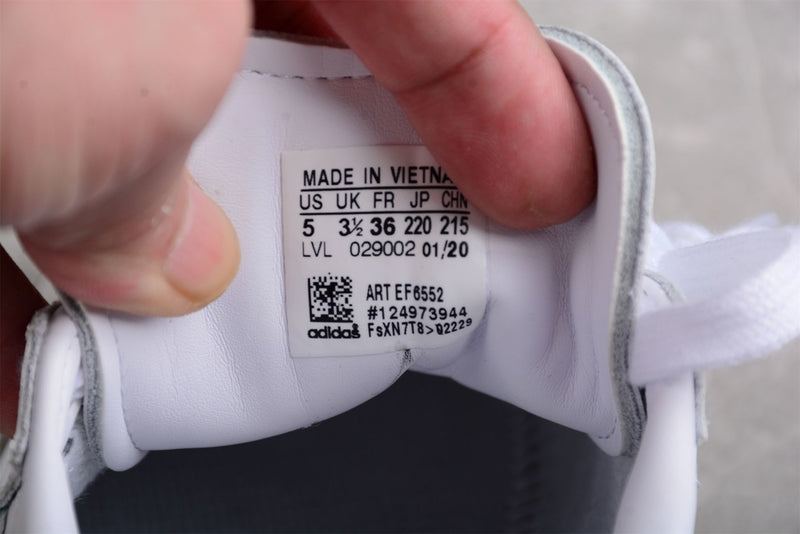 MADE IN VIETNA
US UK FR JP CHN
5 3½ 36 220 215
LVL 029002 01/20
ART EF6552
#124973944
adidas FsXN7T8>Q2229